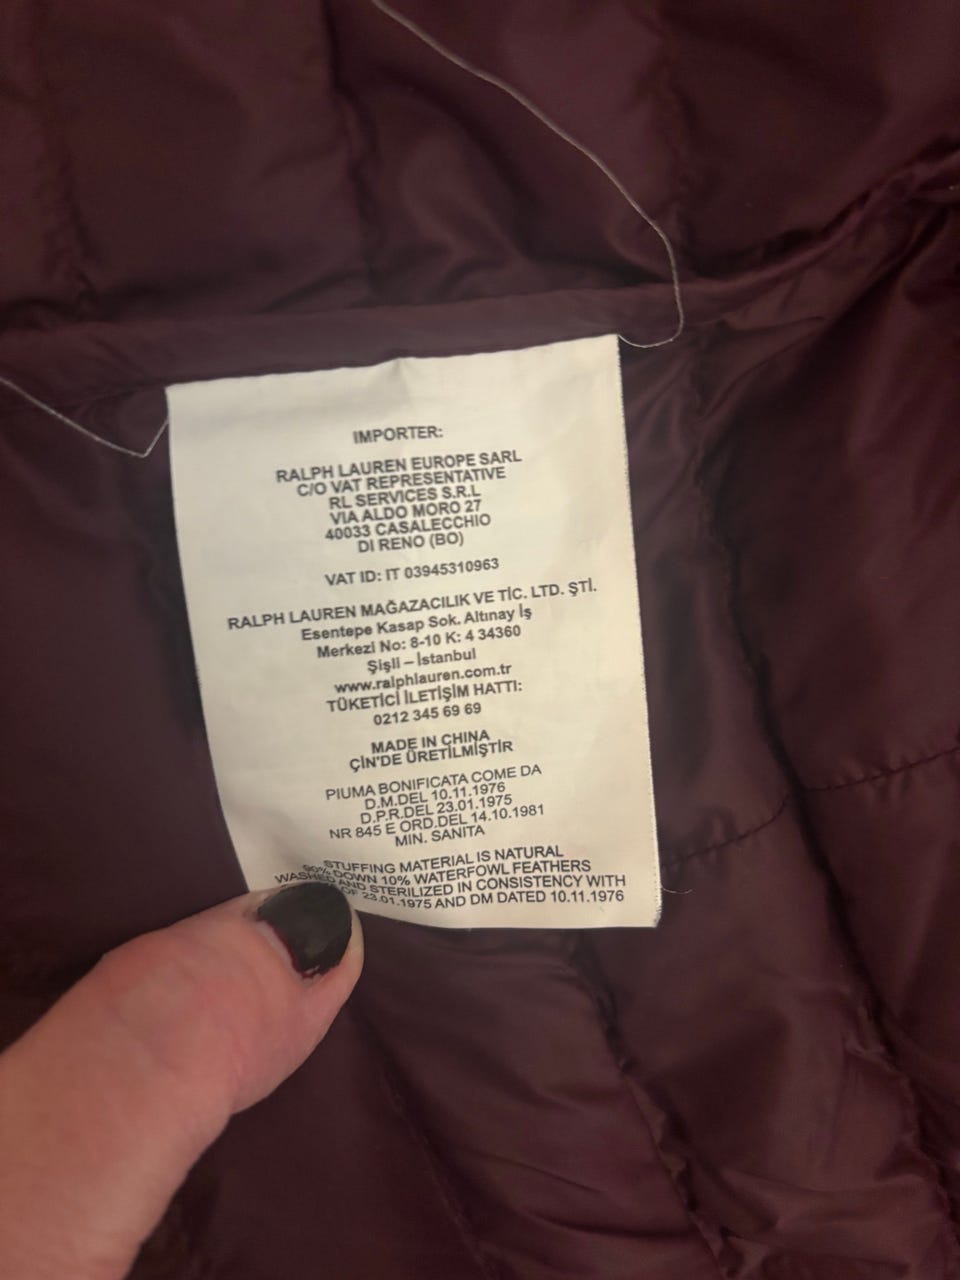 IMPORTER:
RALPH LAUREN EUROPE SARL
C/O VAT REPRESENTATIVE
RL SERVICES S.R.L
VIA ALDO MORO 27
40033 CASALECCHIO
DI RENO (BO)
VAT ID: IT 03945310963
RALPH LAUREN MAĞAZACILIK VE TİC. LTD. ŞTİ.
Esentepe Kasap Sok. Altınay İş
Merkezi No: 8-10 K: 4 34360
Şişli – İstanbul
www.ralphlauren.com.tr
TÜKETİCİ İLETİŞİM HATTI:
0212 345 69 69
MADE IN CHINA
ÇİN'DE ÜRETİLMİŞTİR
PIUMA BONIFICATA COME DA
D.M.DEL 10.11.1976
D.P.R.DEL 23.01.1975
NR 845 E ORD.DEL 14.10.1981
MIN. SANITA
STUFFING MATERIAL IS NATURAL
90% DOWN 10% WATERFOWL FEATHERS
WASHED AND STERILIZED IN CONSISTENCY WITH
OF 23.01.1975 AND DM DATED 10.11.1976